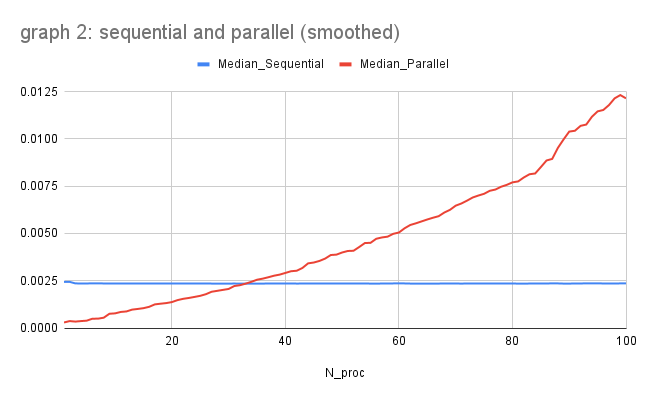 graph 2: sequential and parallel (smoothed)
Median_Sequential Median_Parallel
0.0125
0.0100
0.0075
0.0050
0.0025
0.0000
20 40 60 80 100
N_proc